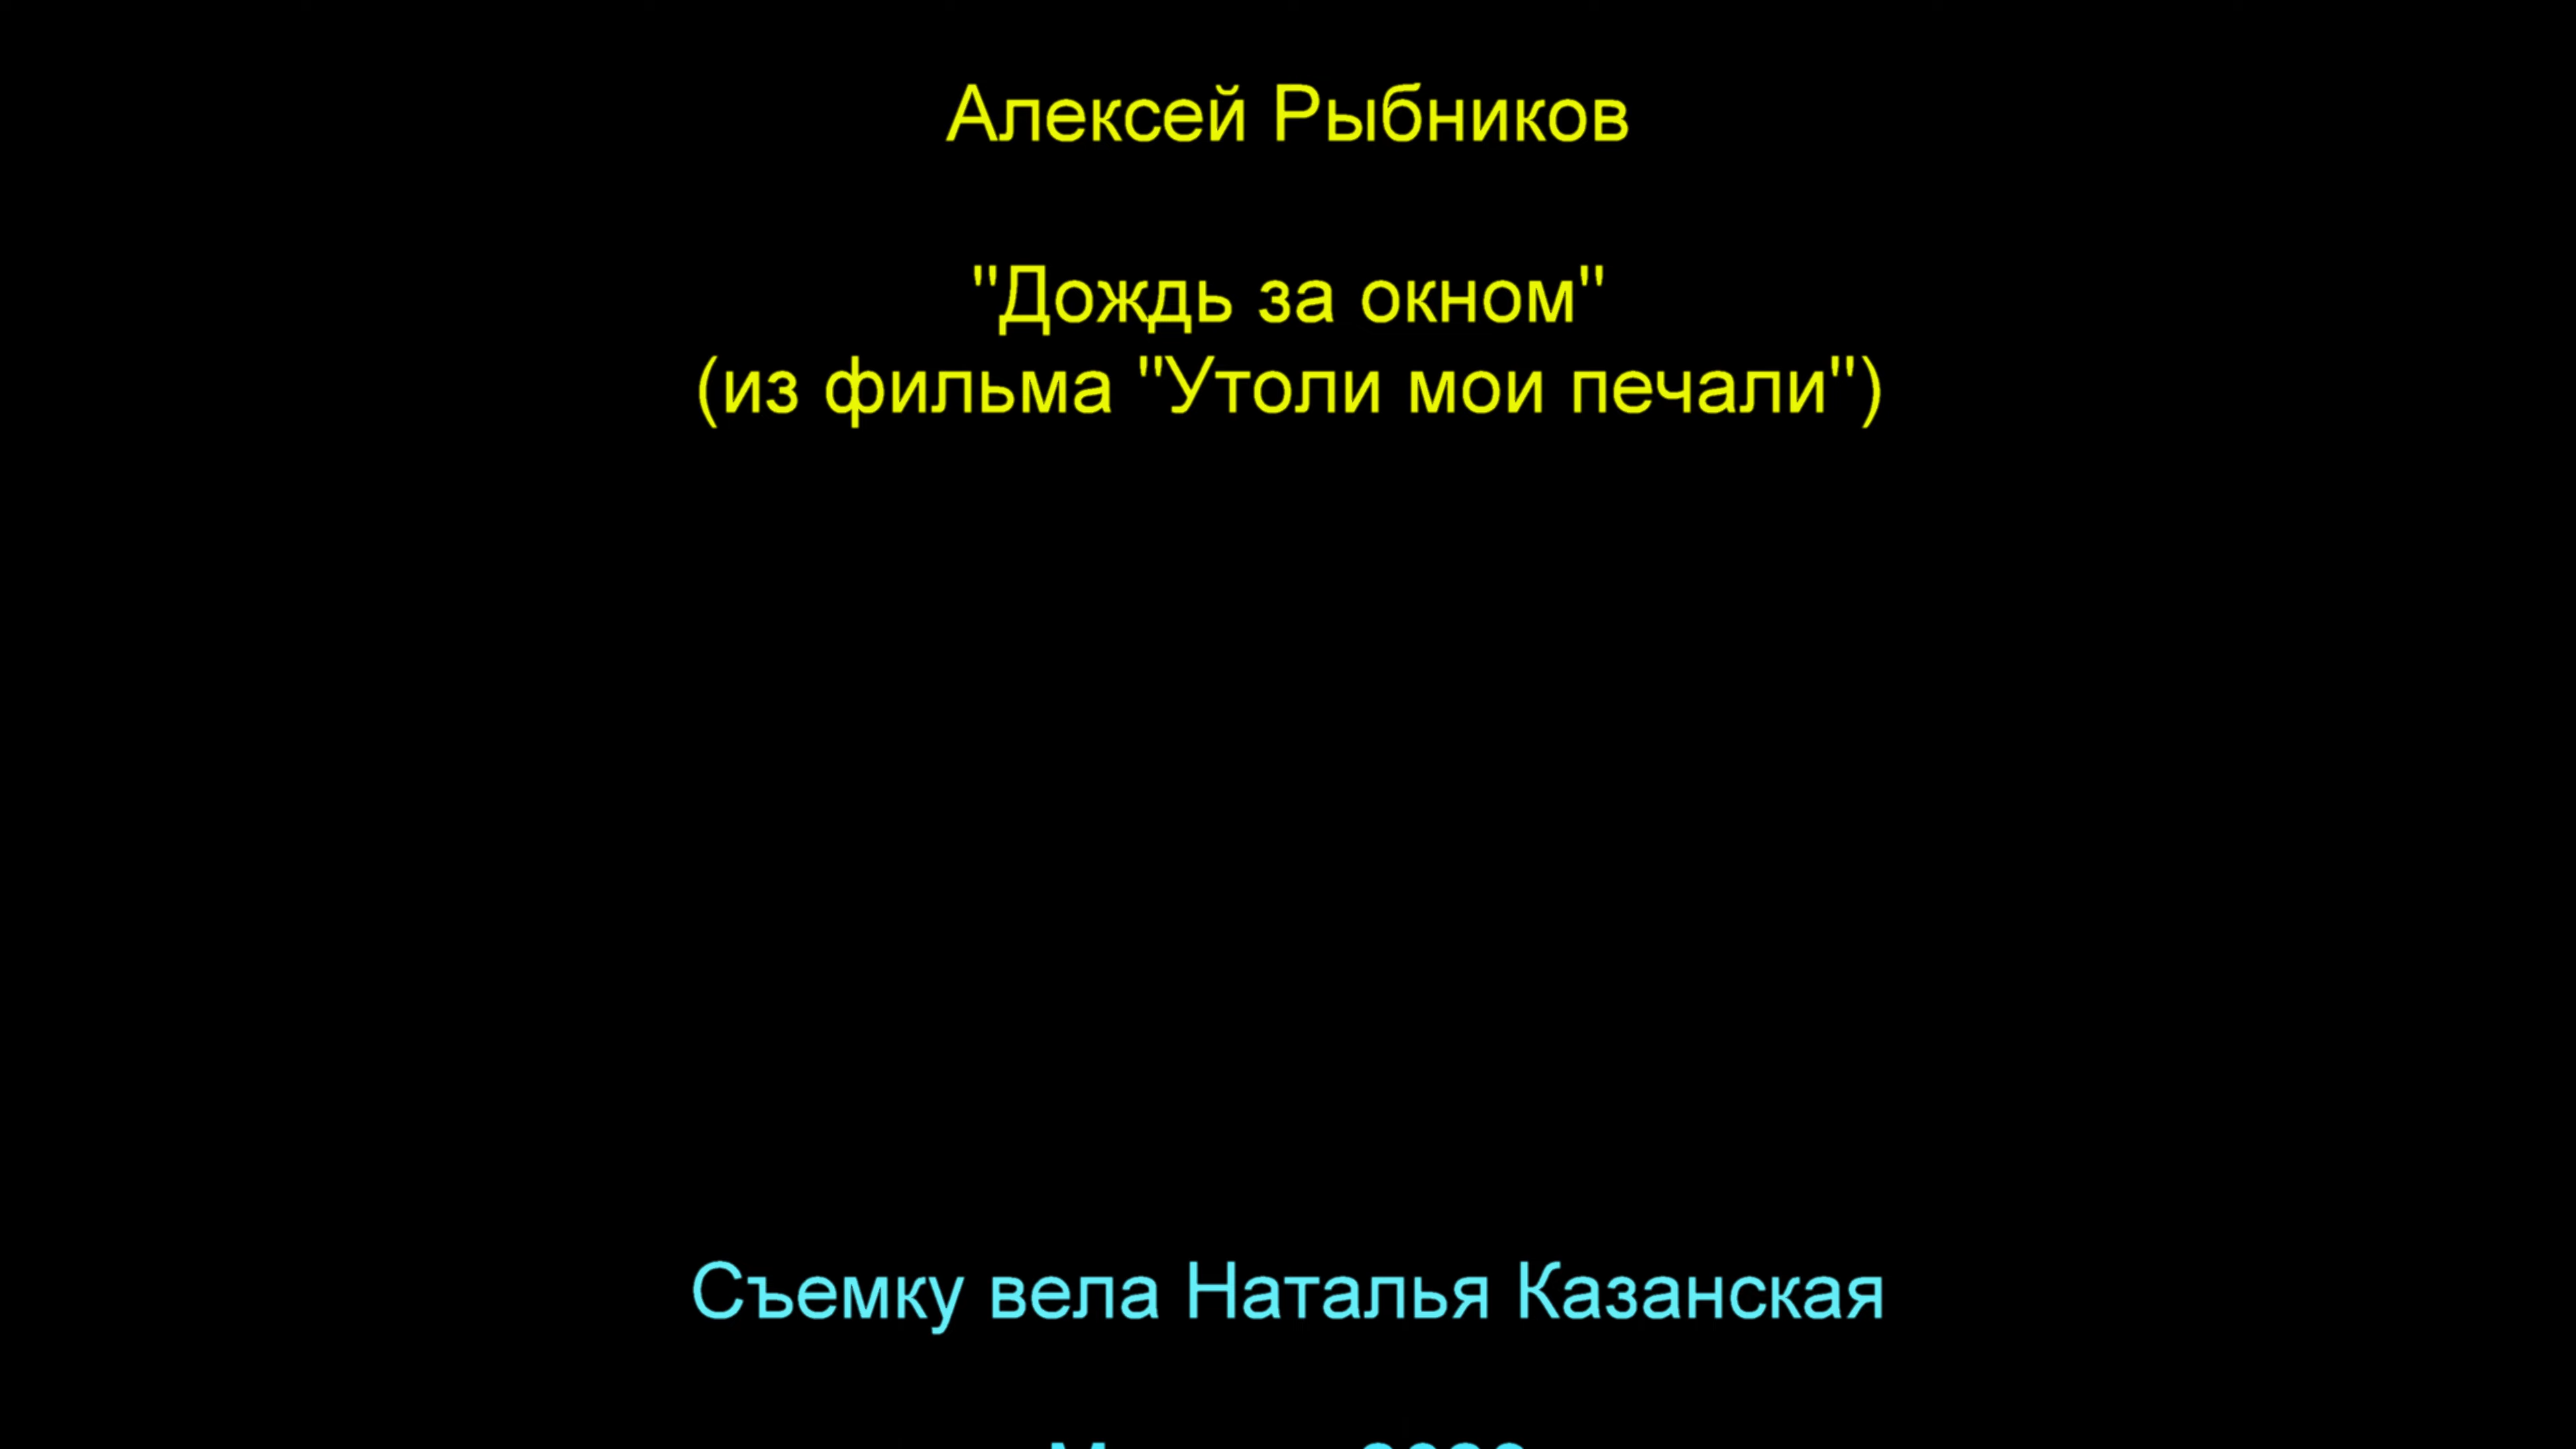 Алексей Рыбников
"Дождь за окном"
(из фильма "Утоли мои печали")
Съемку вела Наталья Казанская